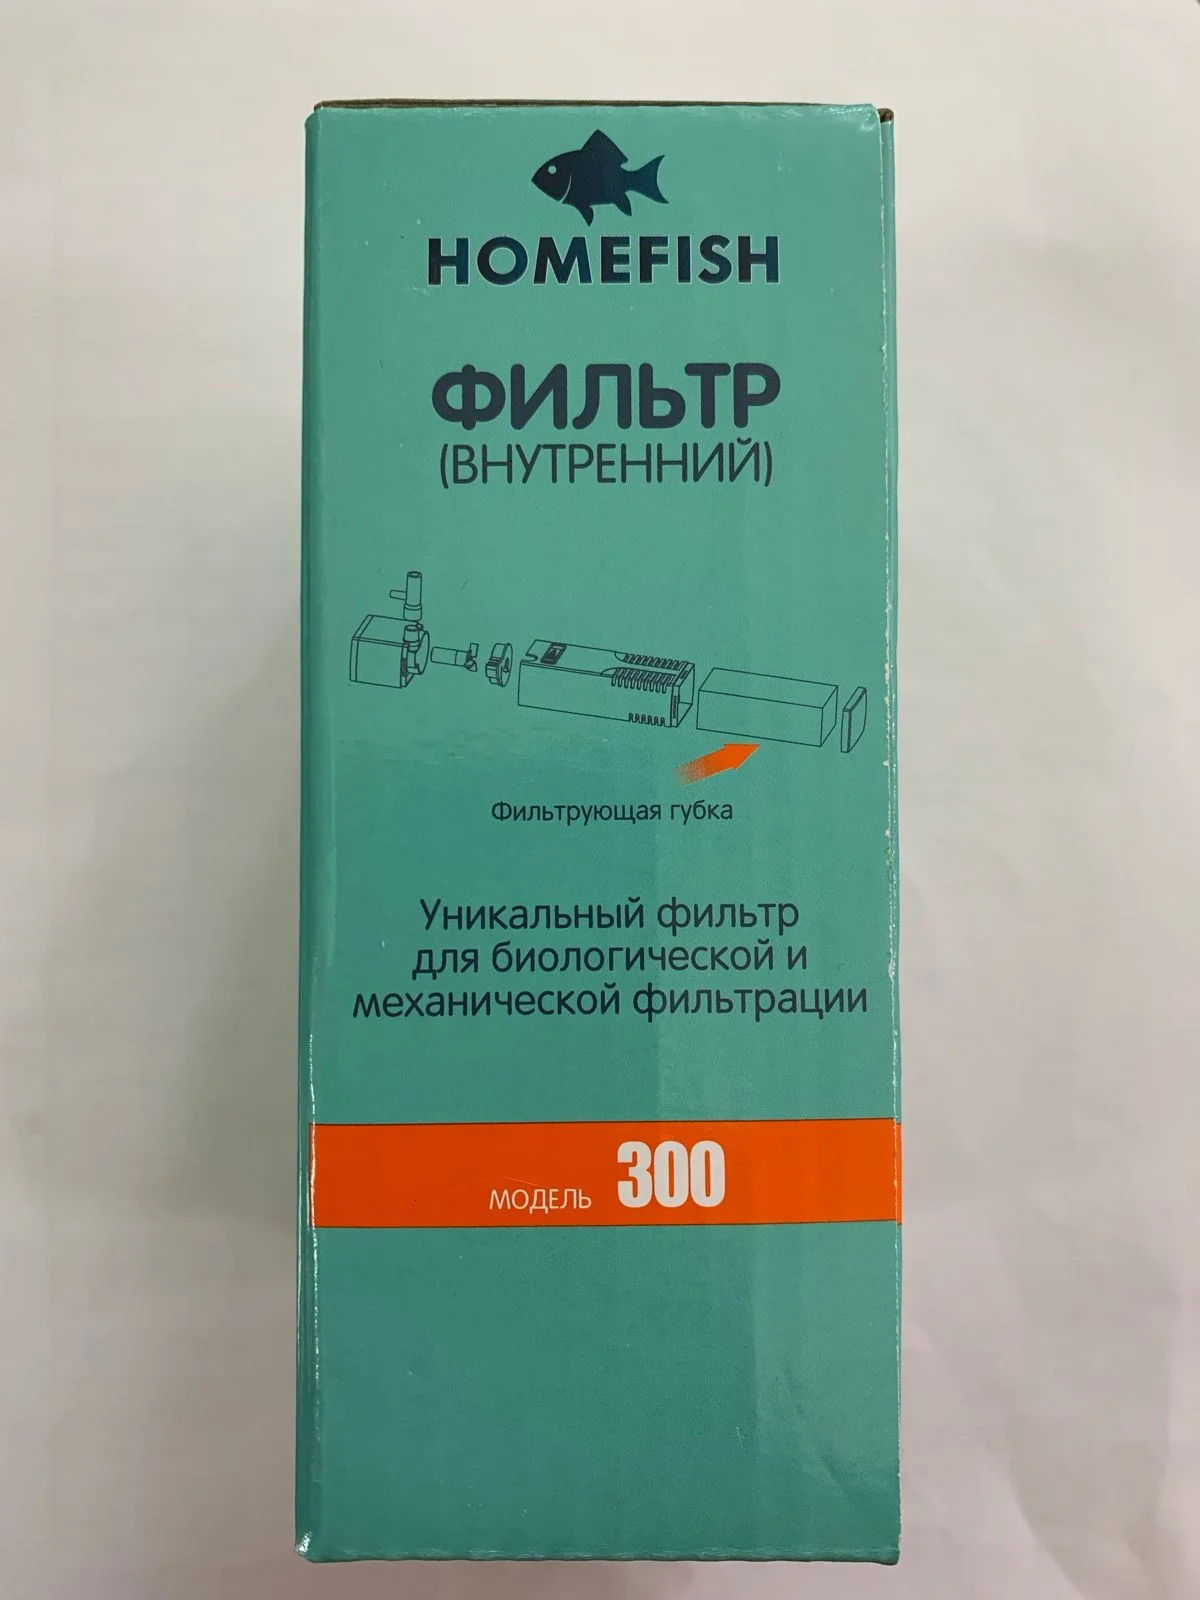 HOMEFISH
ФИЛЬТР
(ВНУТРЕННИЙ)
Фильтрующая губка
Уникальный фильтр
для биологической и
механической фильтрации
МОДЕЛЬ 300